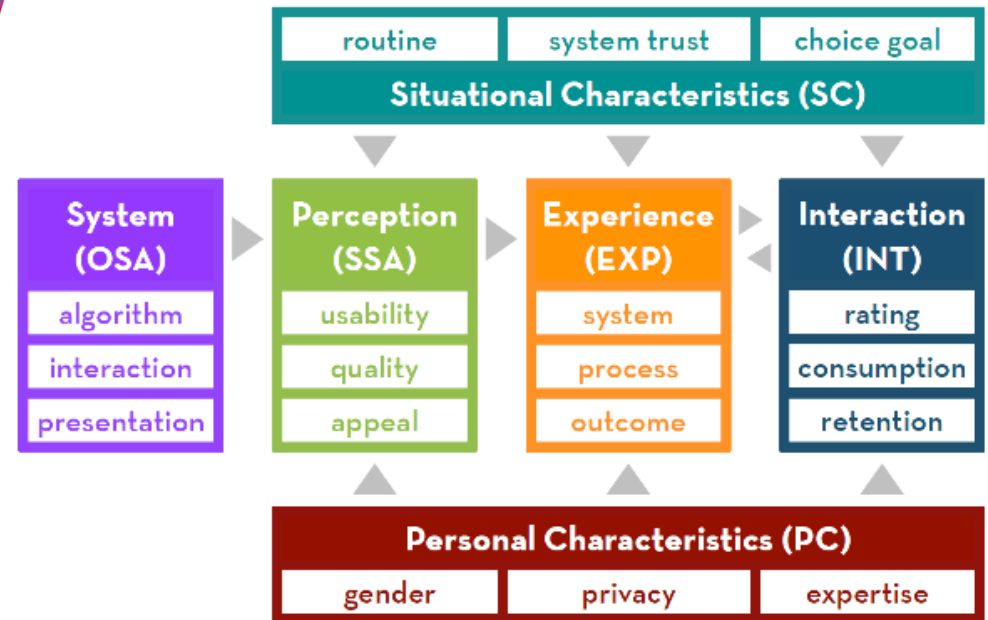 routine
system trust
choice goal
Situational Characteristics (SC)
System
(OSA)
algorithm
interaction
presentation
Perception
(SSA)
usability
quality
appeal
Experience
(EXP)
system
process
outcome
Interaction
(INT)
rating
consumption
retention
Personal Characteristics (PC)
gender
privacy
expertise